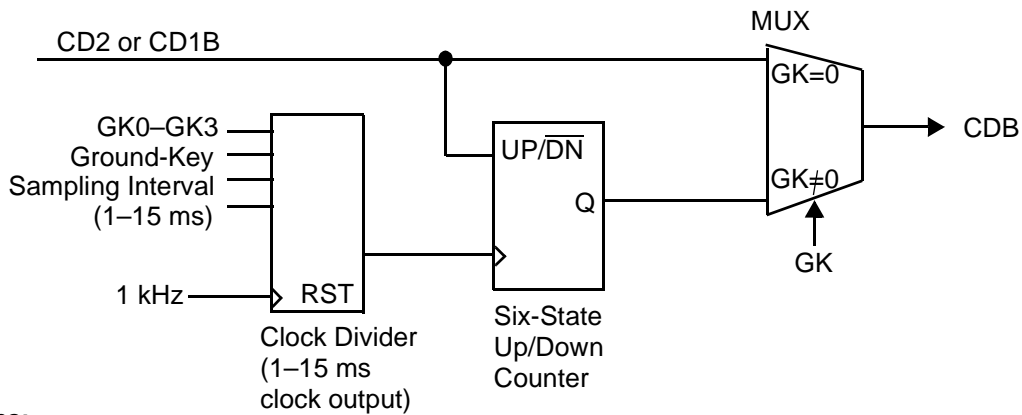 MUX
CD2 or CD1B
GK=0
GK0–GK3
Ground-Key
Sampling Interval
(1–15 ms)
UP/DN
CDB
GK≠0
Q
GK
1 kHz
RST
Six-State
Up/Down
Counter
Clock Divider
(1–15 ms
clock output)